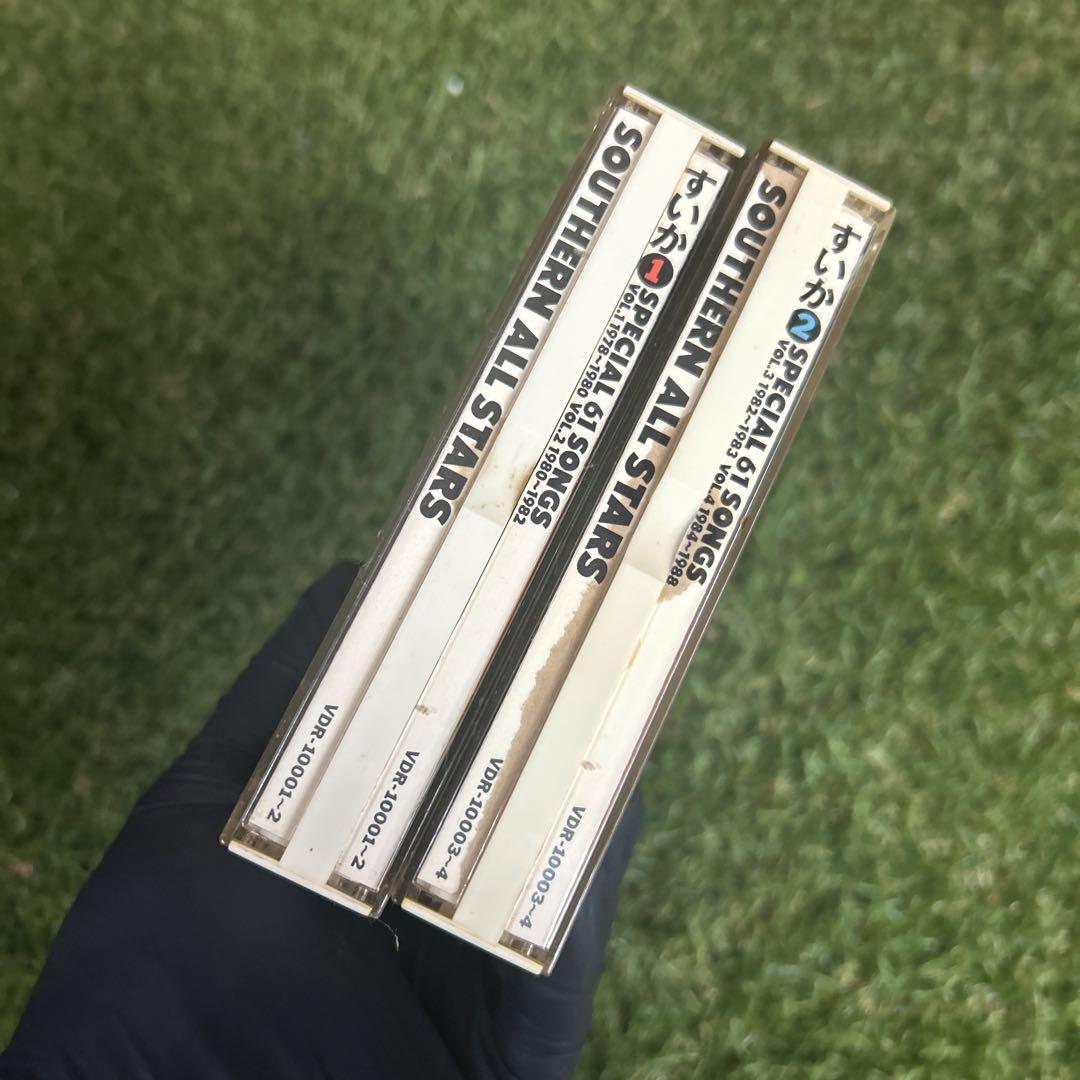 SOUTHERN ALL STARS
VDR-10001~2
すいか1 SPECIAL 61 SONGS
VOL.1 1978~1980 VOL.2 1980~1982
VDR-10001~2
SOUTHERN ALL STARS
VDR-10003~4
すいか2 SPECIAL 61 SONGS
VOL.3 1982~1983 VOL.4 1984~1988
VDR-10003~4